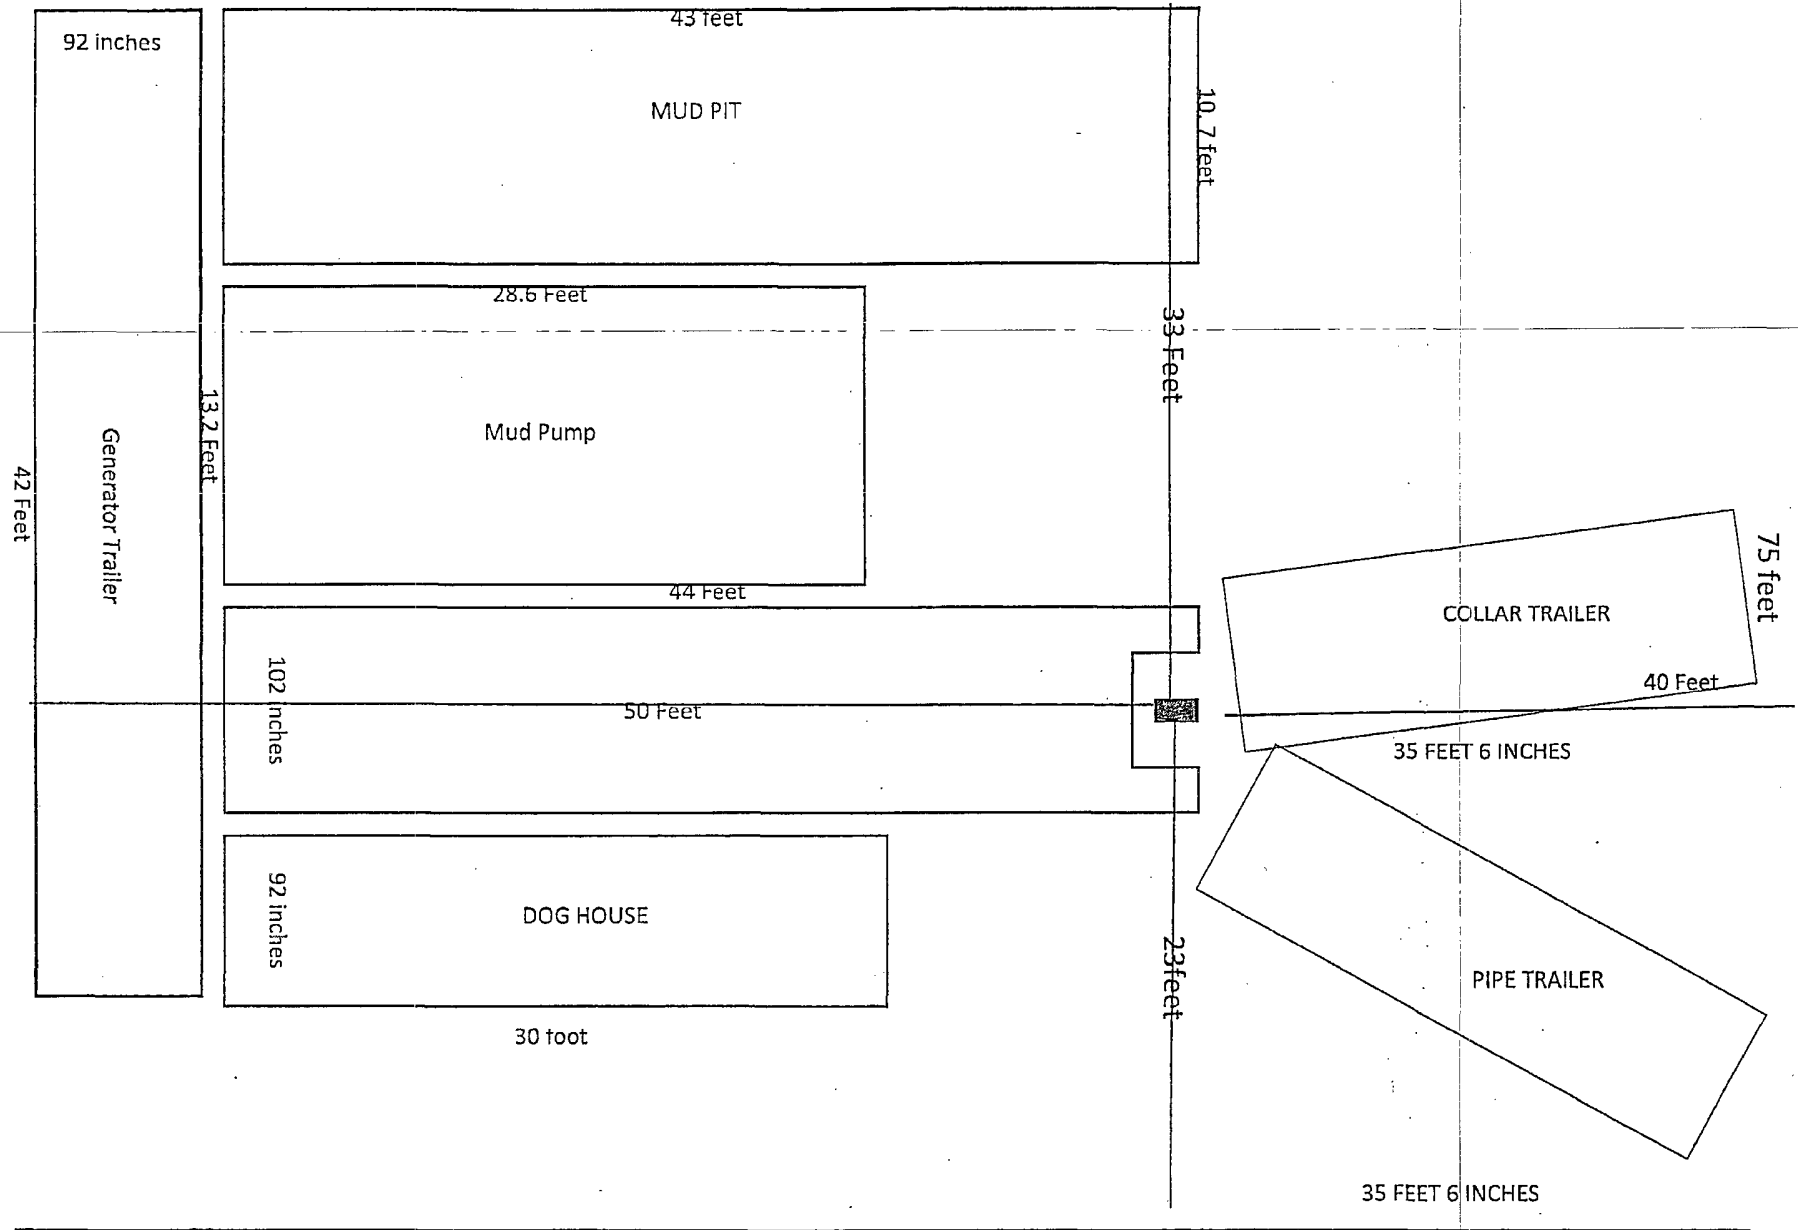 43 feet
92 inches
MUD PIT
10.7 feet
28.6 Feet
33 Feet
13.2 Feet
Mud Pump
Generator Trailer
42 Feet
75 feet
44 Feet
COLLAR TRAILER
102 inches
40 Feet
50 Feet
35 FEET 6 INCHES
92 inches
DOG HOUSE
23feet
PIPE TRAILER
30 foot
35 FEET 6 INCHES